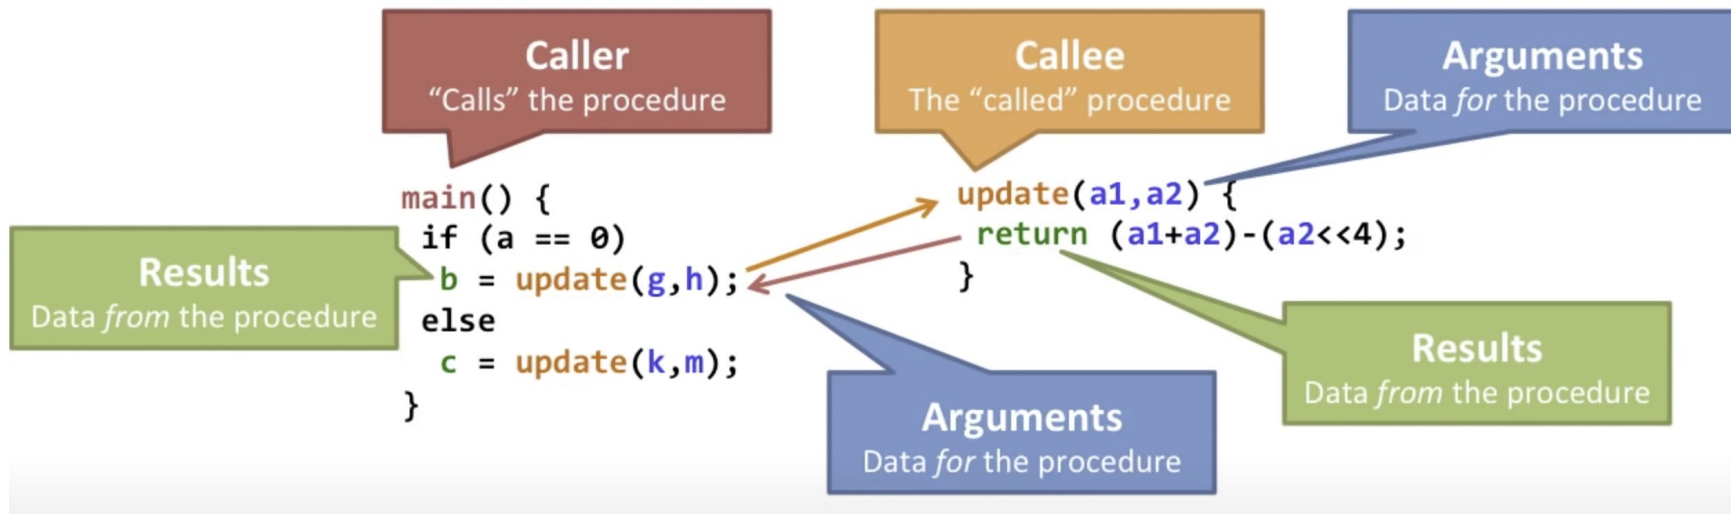 Caller
“Calls” the procedure
Callee
The “called” procedure
Arguments
Data for the procedure
main() {
if (a == 0)
b = update(g,h);
else
c = update(k,m);
}
update(a1,a2) {
return (a1+a2)-(a2<<4);
}
Results
Data from the procedure
Arguments
Data for the procedure
Results
Data from the procedure